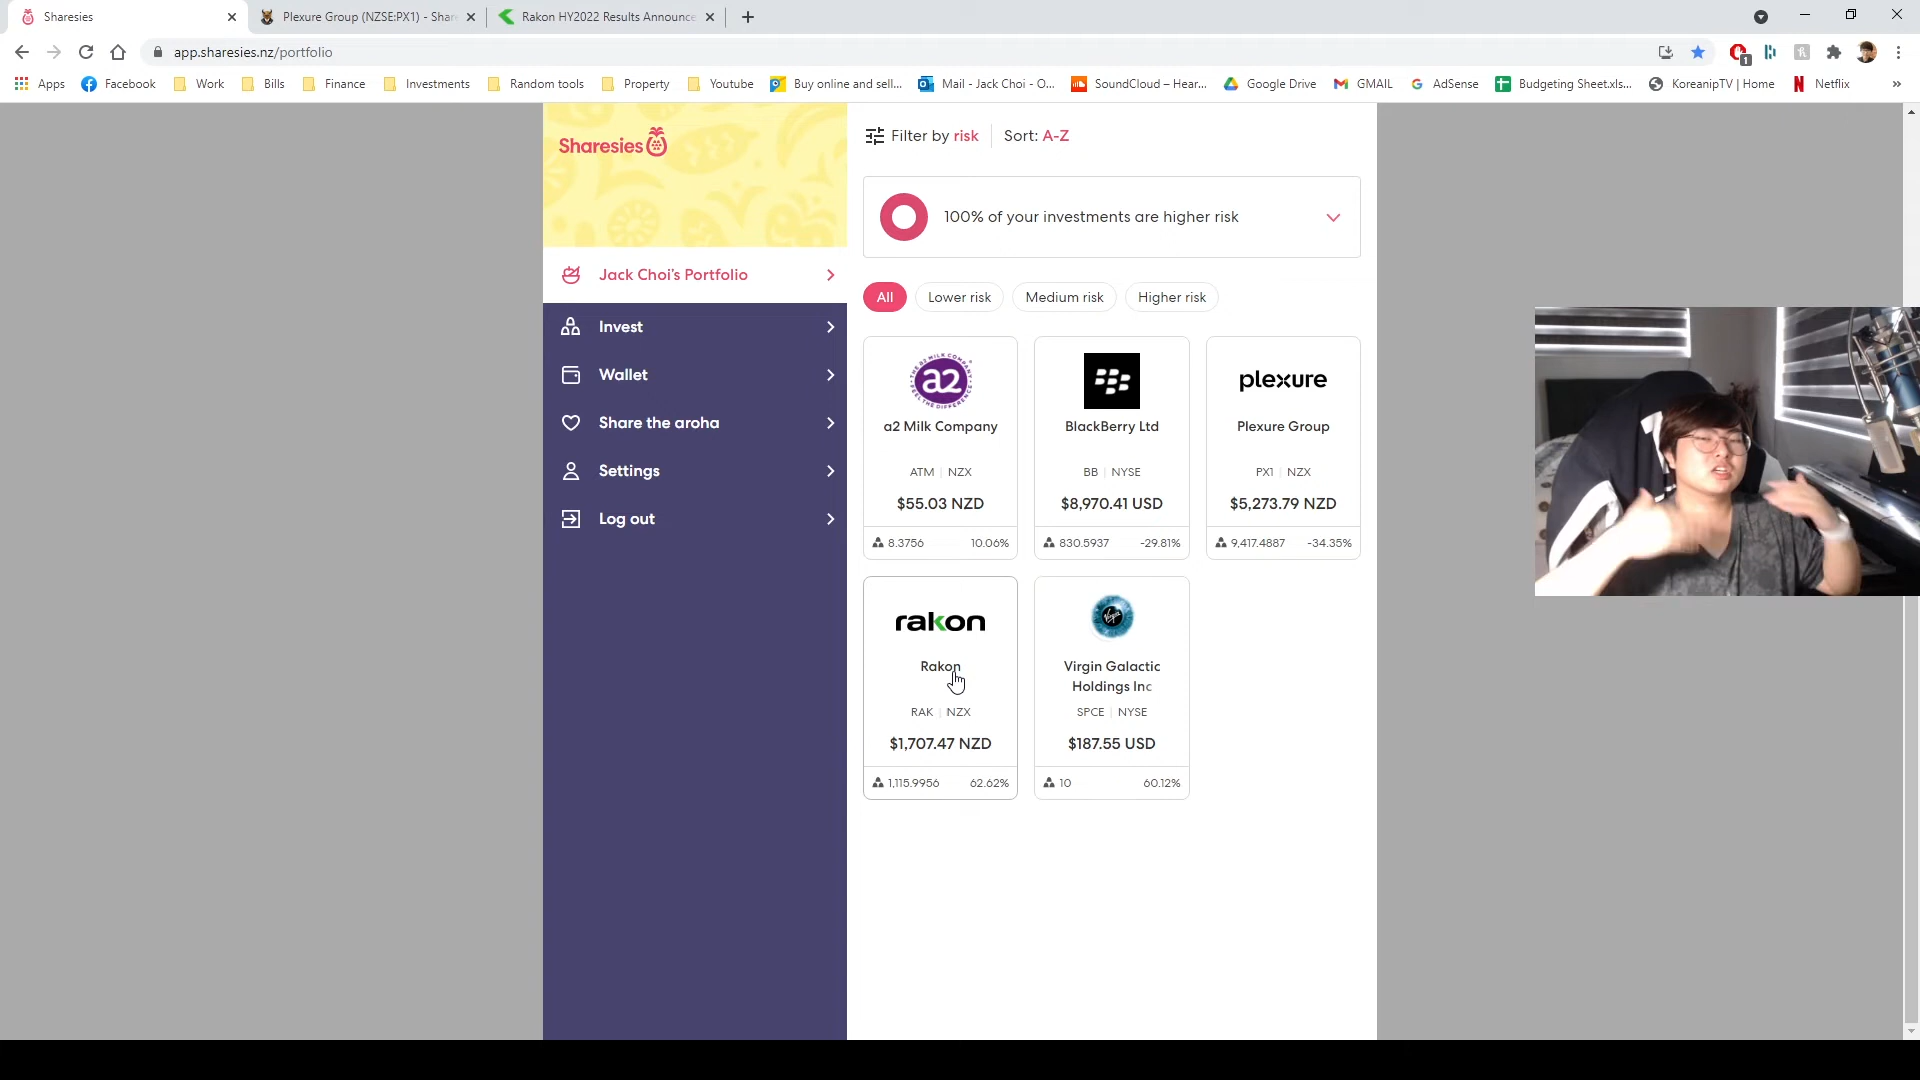 Sharesies
Plexure Group (NZSE:PX1) - Share
Rakon HY2022 Results Announce
app.sharesies.nz/portfolio
1
Apps
Facebook
Work
Bills
Finance
Investments
Random tools
Property
Youtube
Buy online and sell...
Mail - Jack Choi - O...
SoundCloud – Hear...
Google Drive
GMAIL
AdSense
Budgeting Sheet.xls...
KoreanipTV | Home
Netflix
»
Sharesies
Filter by risk
Sort: A-Z
100% of your investments are higher risk
Jack Choi's Portfolio
All
Lower risk
Medium risk
Higher risk
Invest
Wallet
Share the aroha
Settings
Log out
a2
a2 Milk Company
ATM | NZX
$55.03 NZD
8.3756 10.06%
BlackBerry Ltd
BB | NYSE
$8,970.41 USD
830.5937 -29.81%
plexure
Plexure Group
PX1 | NZX
$5,273.79 NZD
9,417.4887 -34.35%
rakon
Rakon
RAK | NZX
$1,707.47 NZD
1,115.9956 62.62%
Virgin Galactic
Holdings Inc
SPCE | NYSE
$187.55 USD
10 60.12%